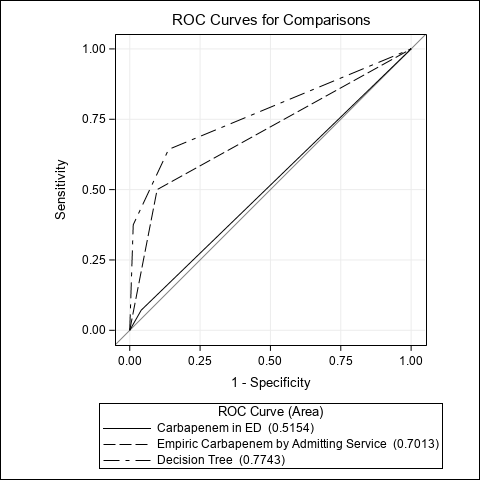 ROC Curves for Comparisons
1.00
0.75
0.50
0.25
0.00
Sensitivity
0.00 0.25 0.50 0.75 1.00
1 - Specificity
ROC Curve (Area)
Carbapenem in ED (0.5154)
Empiric Carbapenem by Admitting Service (0.7013)
Decision Tree (0.7743)